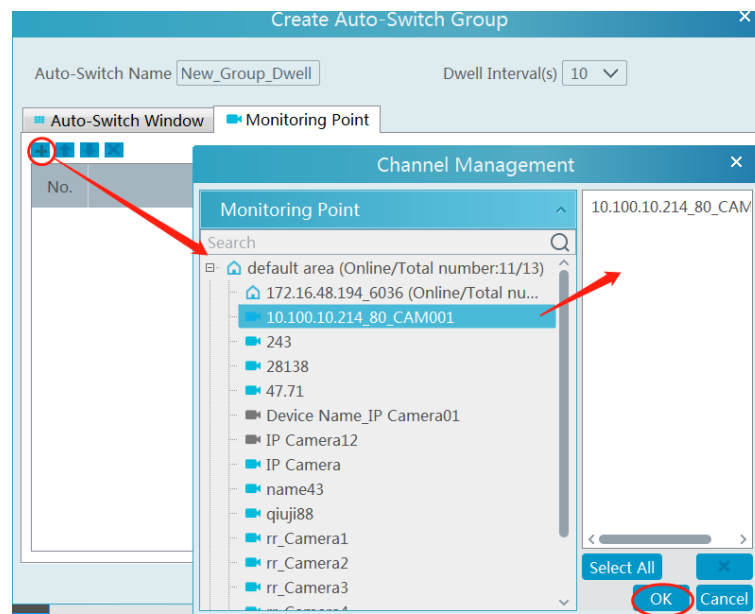 Create Auto-Switch Group
Auto-Switch Name New_Group_Dwell Dwell Interval(s) 10
Auto-Switch Window Monitoring Point
No.
Channel Management
Monitoring Point
Search
default area (Online/Total number:11/13)
172.16.48.194_6036 (Online/Total nu...
10.100.10.214_80_CAM001
243
28138
47.71
Device Name_IP Camera01
IP Camera12
IP Camera
name43
qiuji88
rr_Camera1
rr_Camera2
rr_Camera3
10.100.10.214_80_CAM
Select All
OK Cancel